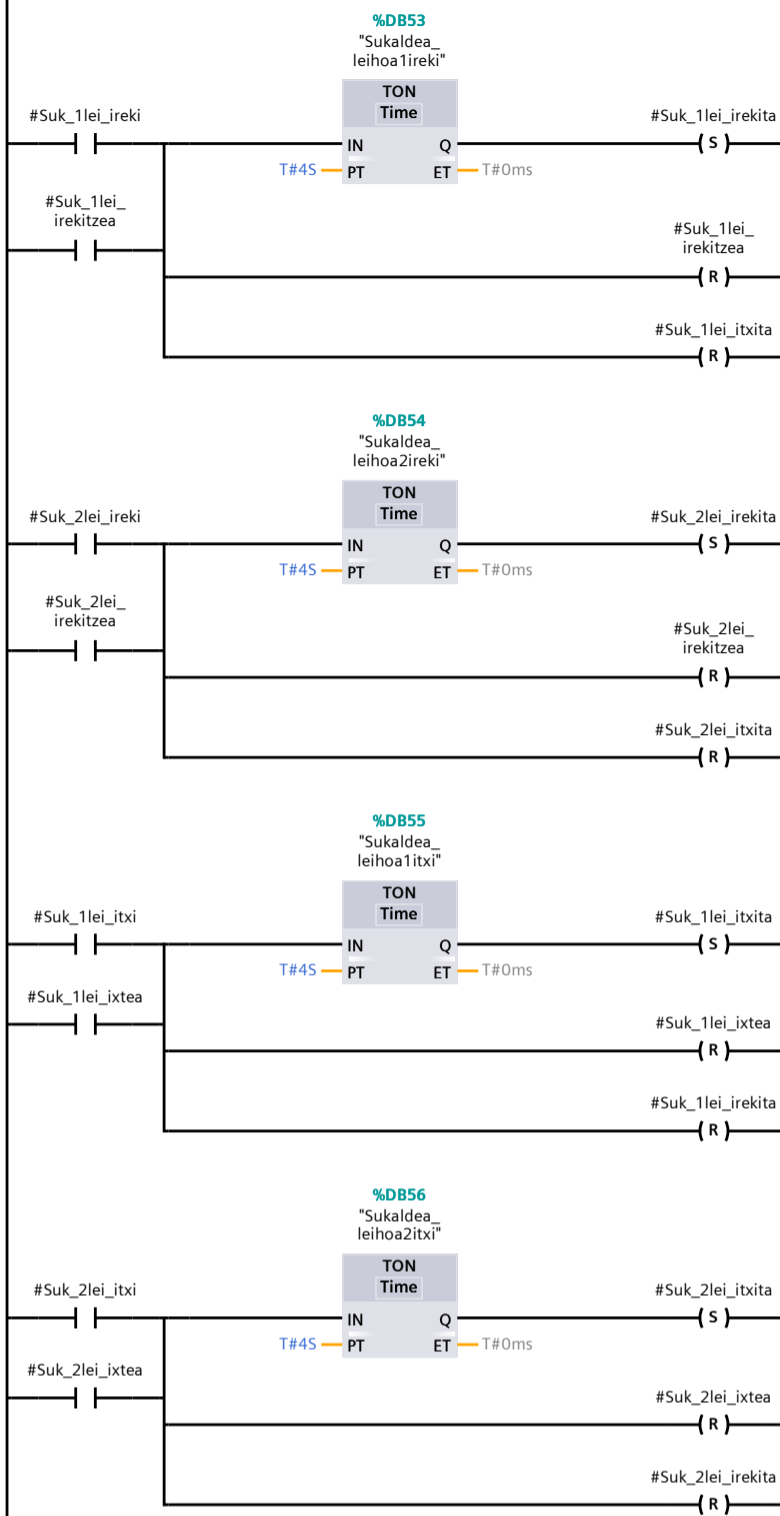 %DB53
"Sukaldea_
leihoa1ireki"
TON
Time
#Suk_1lei_ireki
#Suk_1lei_irekita
IN
Q
( S )
T#4S
PT
ET
T#0ms
#Suk_1lei_
irekitzea
#Suk_1lei_
irekitzea
( R )
#Suk_1lei_itxita
( R )
%DB54
"Sukaldea_
leihoa2ireki"
TON
Time
#Suk_2lei_ireki
#Suk_2lei_irekita
IN
Q
( S )
T#4S
PT
ET
T#0ms
#Suk_2lei_
irekitzea
#Suk_2lei_
irekitzea
( R )
#Suk_2lei_itxita
( R )
%DB55
"Sukaldea_
leihoa1itxi"
TON
Time
#Suk_1lei_itxi
#Suk_1lei_itxita
IN
Q
( S )
T#4S
PT
ET
T#0ms
#Suk_1lei_ixtea
#Suk_1lei_ixtea
( R )
#Suk_1lei_irekita
( R )
%DB56
"Sukaldea_
leihoa2itxi"
TON
Time
#Suk_2lei_itxi
#Suk_2lei_itxita
IN
Q
( S )
T#4S
PT
ET
T#0ms
#Suk_2lei_ixtea
#Suk_2lei_ixtea
( R )
#Suk_2lei_irekita
( R )